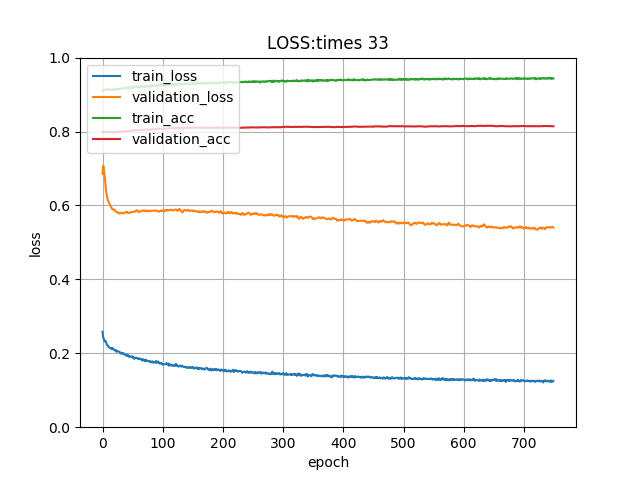 LOSS:times 33
train_loss
validation_loss
train_acc
validation_acc
1.0
0.8
0.6
0.4
0.2
0.0
loss
0
100
200
300
400
500
600
700
epoch